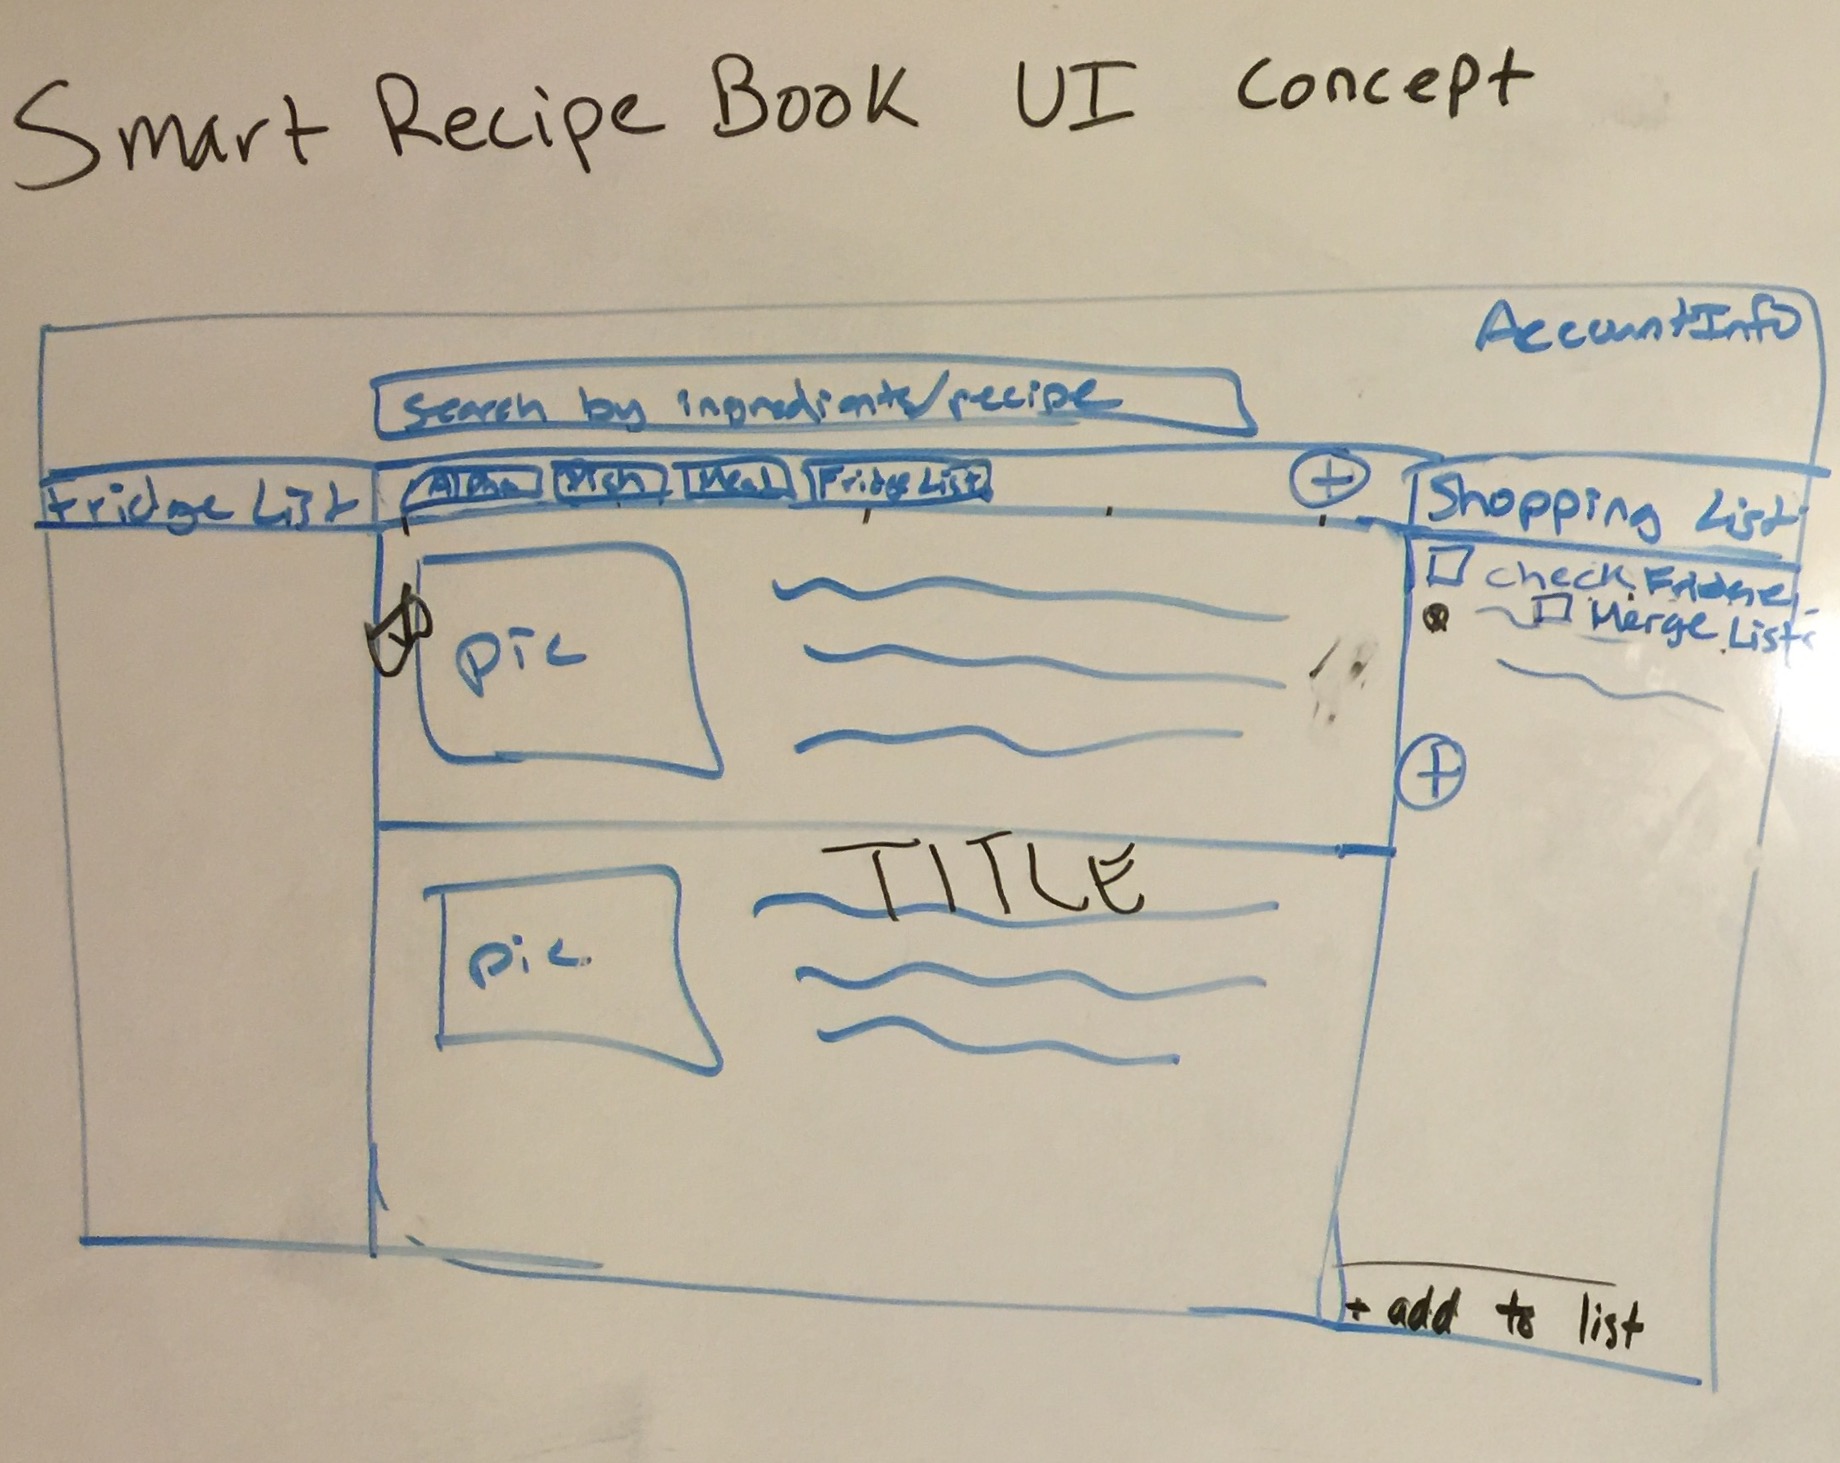 Smart Recipe Book UI concept
AccountInfo
Search by ingredients/recipe
Fridge List
Alpha Dish Meal Fridge List
+
Shopping List
check Fridge
Merge Lists
pic
+
TITLE
pic
+ add to list